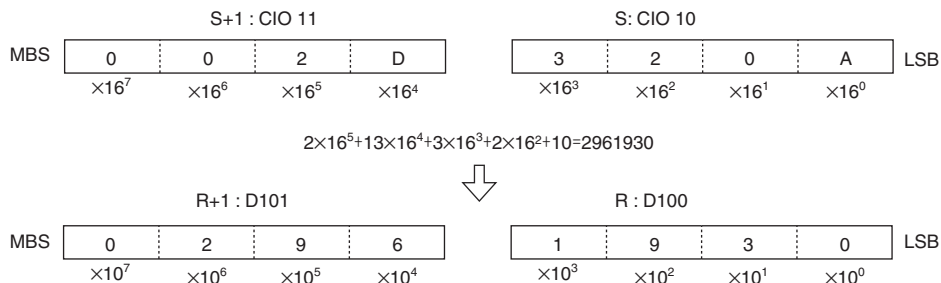 S+1 : CIO 11 S: CIO 10
MBS 0 0 2 D 3 2 0 A LSB
×16⁷ ×16⁶ ×16⁵ ×16⁴ ×16³ ×16² ×16¹ ×16⁰
2×16⁵+13×16⁴+3×16³+2×16²+10=2961930
R+1 : D101 R : D100
MBS 0 2 9 6 1 9 3 0 LSB
×10⁷ ×10⁶ ×10⁵ ×10⁴ ×10³ ×10² ×10¹ ×10⁰